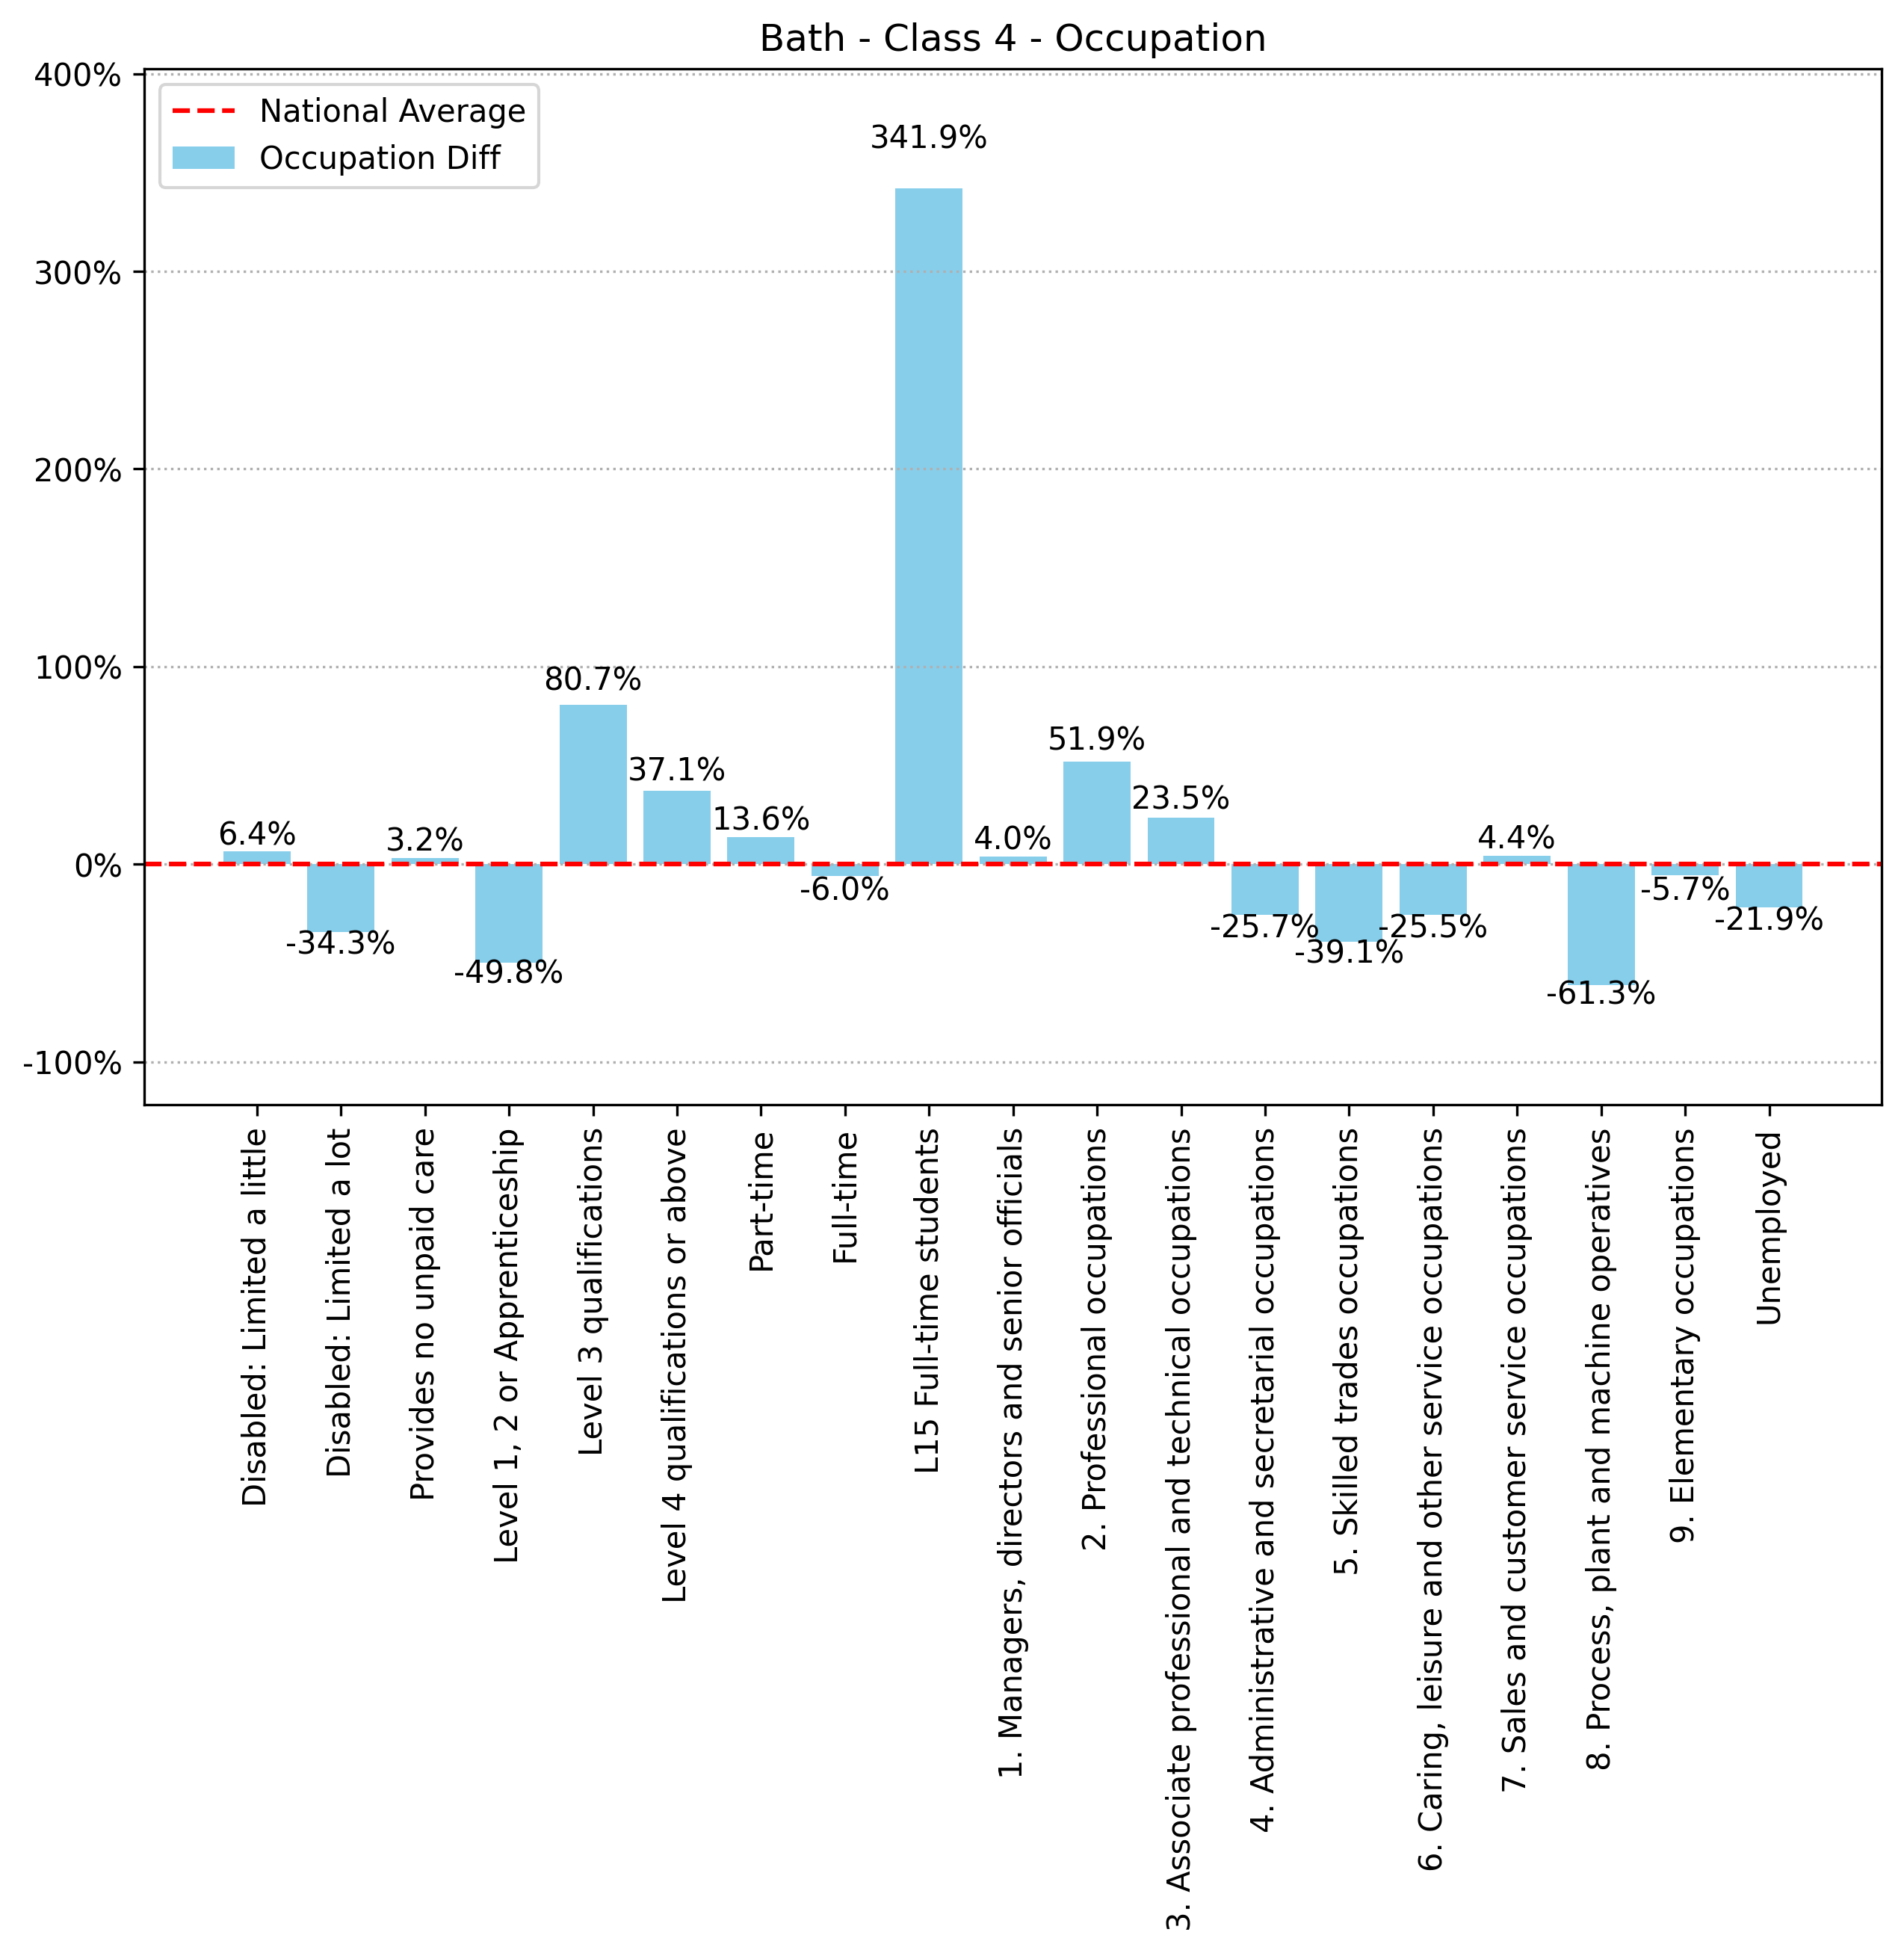 Bath - Class 4 - Occupation
400%
300%
200%
100%
0%
-100%
National Average
Occupation Diff
6.4%
-34.3%
3.2%
-49.8%
80.7%
37.1%
13.6%
-6.0%
341.9%
4.0%
51.9%
23.5%
-25.7%
-39.1%
-25.5%
4.4%
-61.3%
-5.7%
-21.9%
Disabled: Limited a little
Disabled: Limited a lot
Provides no unpaid care
Level 1, 2 or Apprenticeship
Level 3 qualifications
Level 4 qualifications or above
Part-time
Full-time
L15 Full-time students
1. Managers, directors and senior officials
2. Professional occupations
3. Associate professional and technical occupations
4. Administrative and secretarial occupations
5. Skilled trades occupations
6. Caring, leisure and other service occupations
7. Sales and customer service occupations
8. Process, plant and machine operatives
9. Elementary occupations
Unemployed